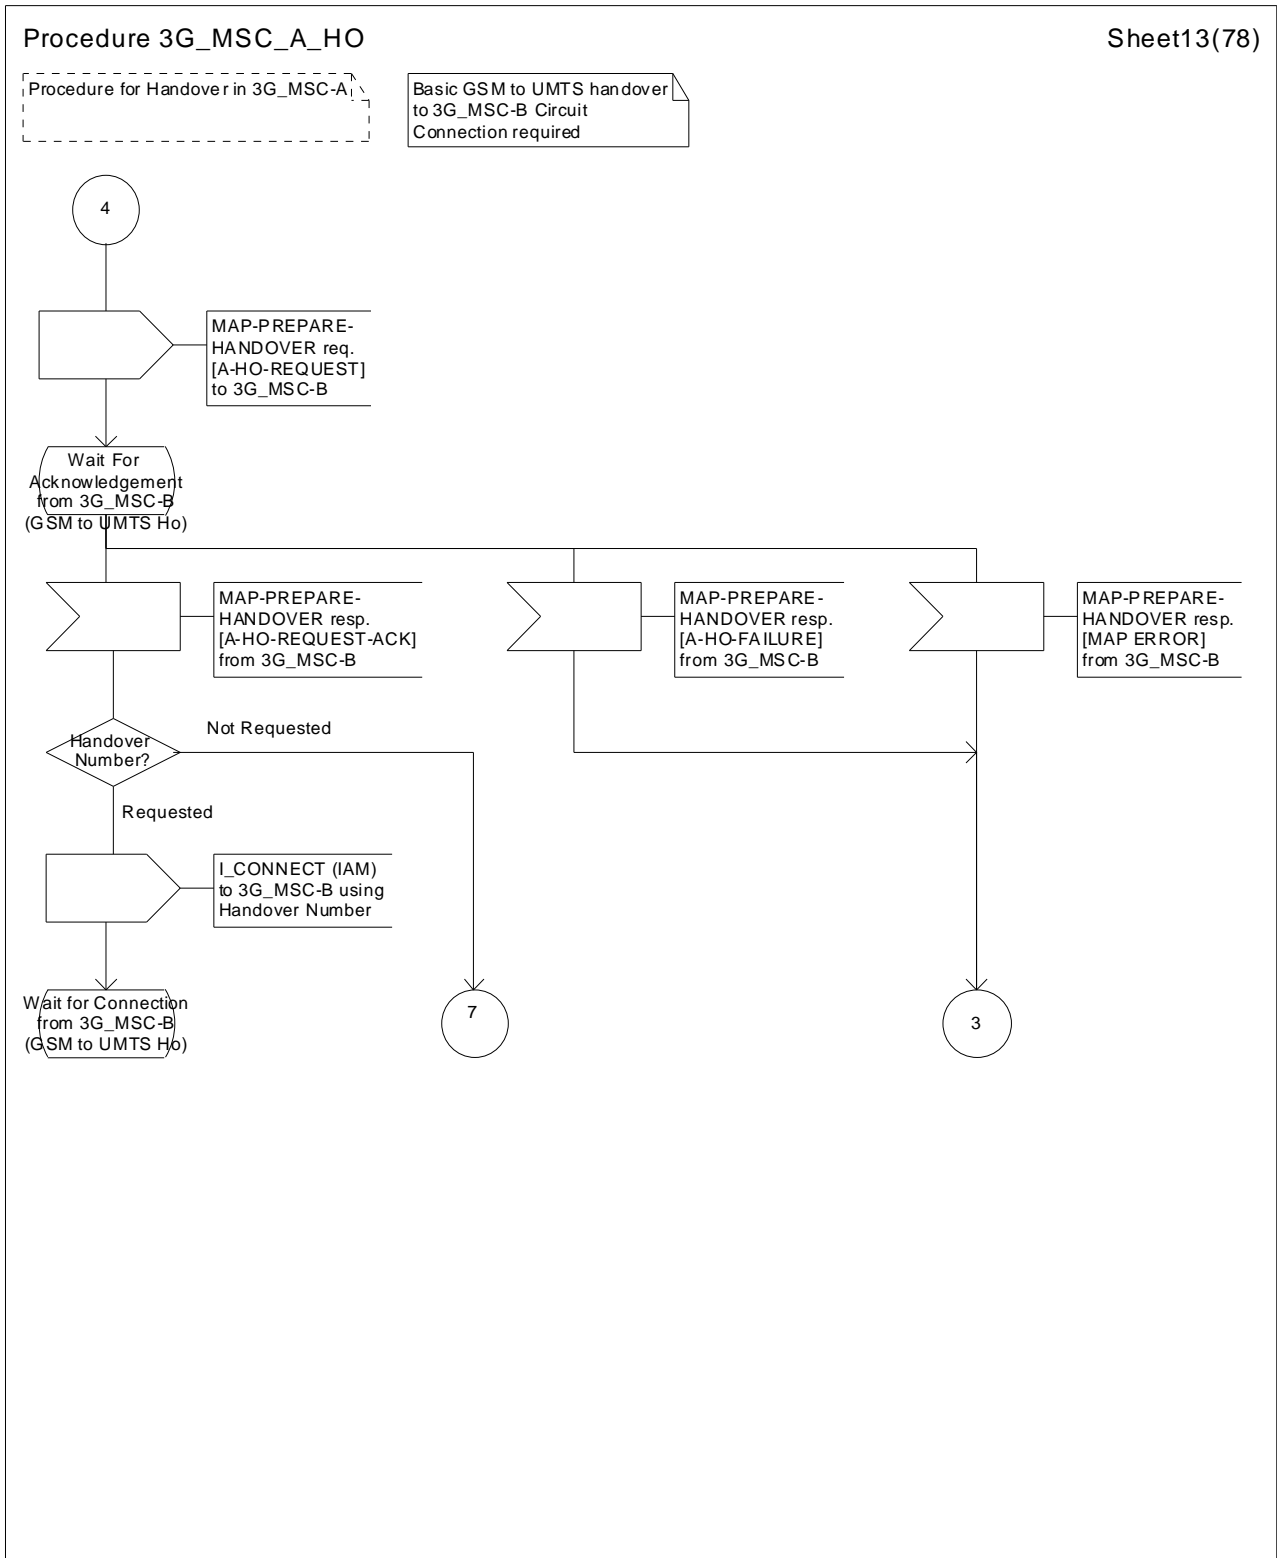 Procedure 3G_MSC_A_HO
Sheet13(78)
Procedure for Handover in 3G_MSC-A
Basic GSM to UMTS handover
to 3G_MSC-B Circuit
Connection required
4
MAP-PREPARE-
HANDOVER req.
[A-HO-REQUEST]
to 3G_MSC-B
Wait For
Acknowledgement
from 3G_MSC-B
(GSM to UMTS Ho)
MAP-PREPARE-
HANDOVER resp.
[A-HO-REQUEST-ACK]
from 3G_MSC-B
MAP-PREPARE-
HANDOVER resp.
[A-HO-FAILURE]
from 3G_MSC-B
MAP-PREPARE-
HANDOVER resp.
[MAP ERROR]
from 3G_MSC-B
Handover
Number?
Not Requested
Requested
I_CONNECT (IAM)
to 3G_MSC-B using
Handover Number
Wait for Connection
from 3G_MSC-B
(GSM to UMTS Ho)
7
3